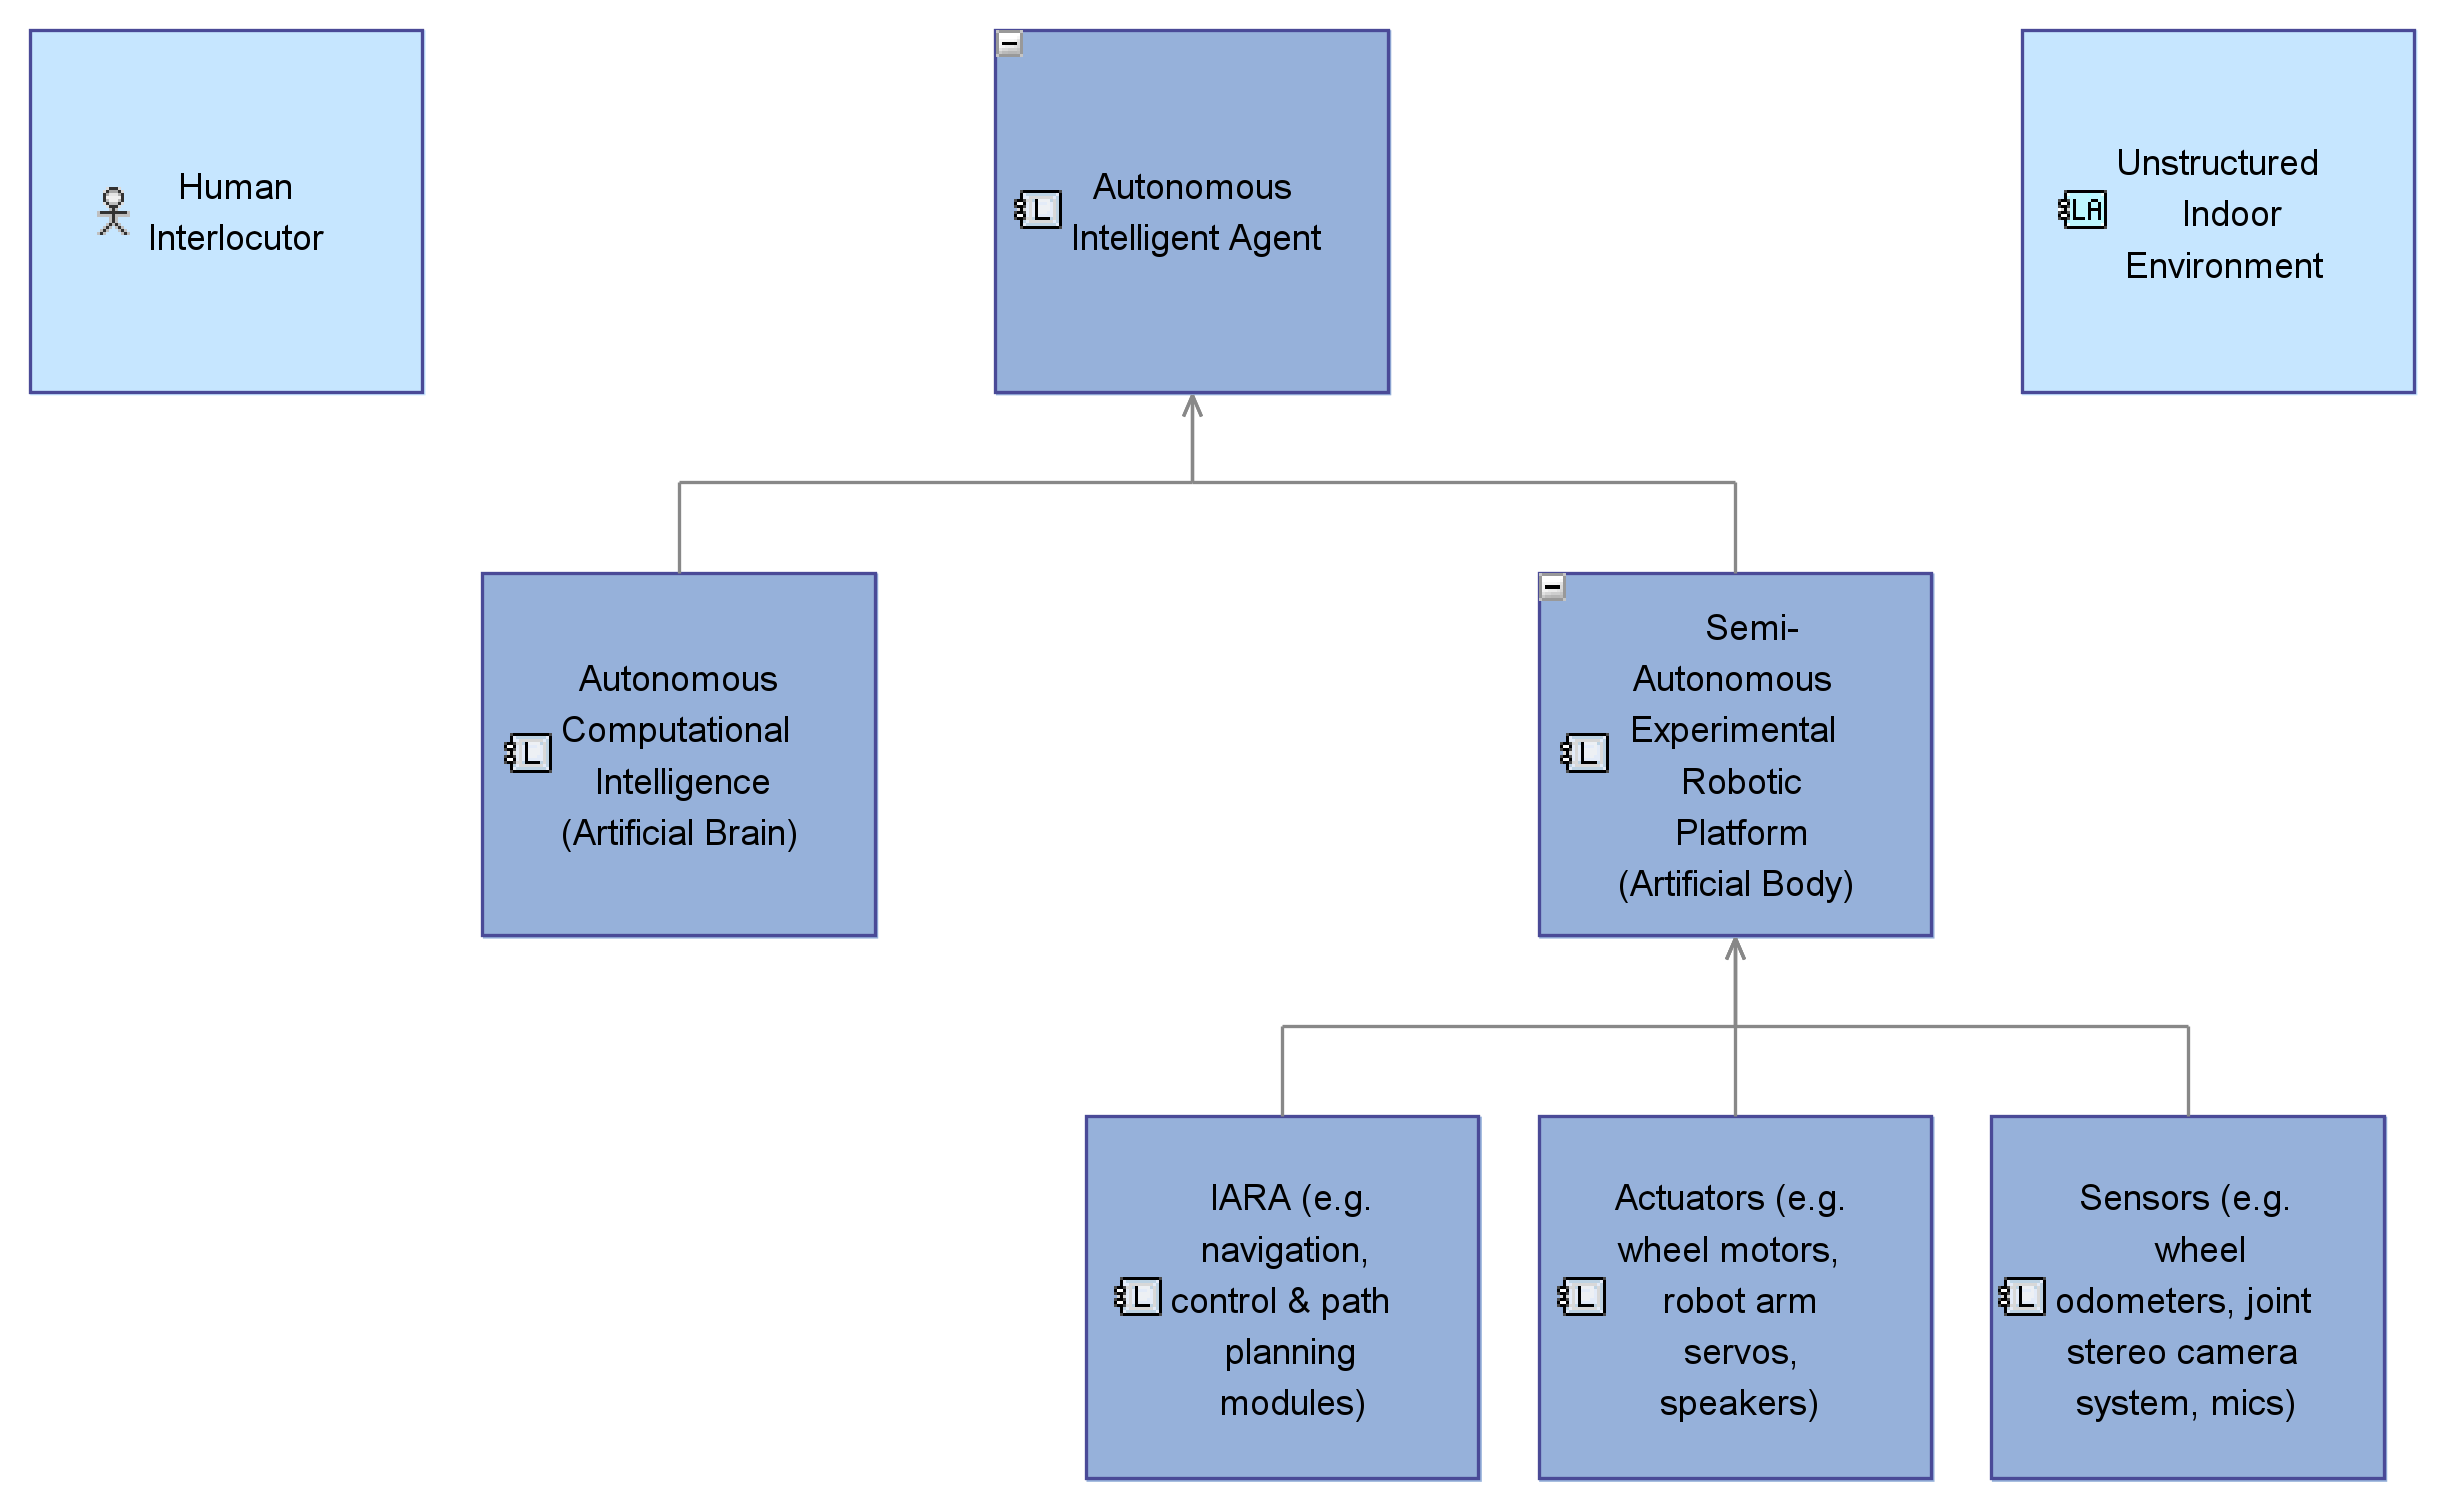 Human
Interlocutor
L
Autonomous
Intelligent Agent
LA
Unstructured
Indoor
Environment
L
Autonomous
Computational
Intelligence
(Artificial Brain)
L
Semi-
Autonomous
Experimental
Robotic
Platform
(Artificial Body)
L
IARA (e.g.
navigation,
control & path
planning
modules)
L
Actuators (e.g.
wheel motors,
robot arm
servos,
speakers)
L
Sensors (e.g.
wheel
odometers, joint
stereo camera
system, mics)